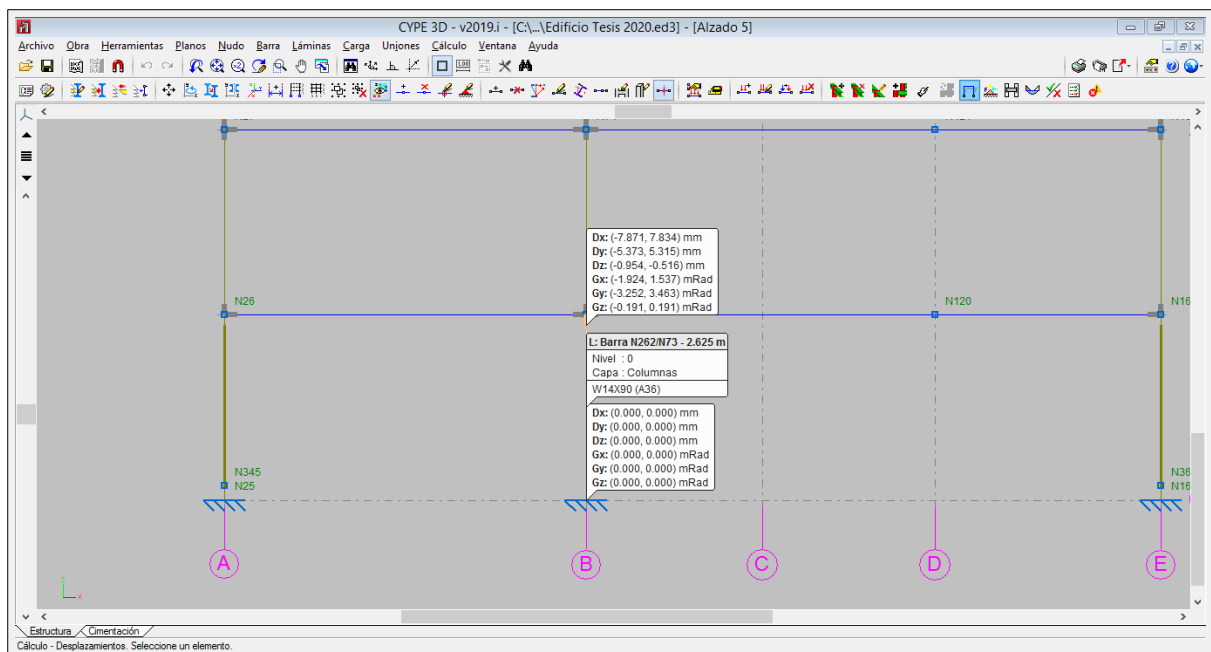 CYPE 3D - v2019.i - [C:\...\Edificio Tesis 2020.ed3] - [Alzado 5]
Archivo Obra Herramientas Planos Nudo Barra Láminas Carga Uniones Cálculo Ventana Ayuda
Dx: (-7.871, 7.834) mm
Dy: (-5.373, 5.315) mm
Dz: (-0.954, -0.516) mm
Gx: (-1.924, 1.537) mRad
Gy: (-3.252, 3.463) mRad
Gz: (-0.191, 0.191) mRad
N26
N120
N16
L: Barra N262/N73 - 2.625 m
Nivel : 0
Capa : Columnas
W14X90 (A36)
Dx: (0.000, 0.000) mm
Dy: (0.000, 0.000) mm
Dz: (0.000, 0.000) mm
Gx: (0.000, 0.000) mRad
Gy: (0.000, 0.000) mRad
Gz: (0.000, 0.000) mRad
N345
N36
N25
N16
A
B
C
D
E
z
x
Estructura
Cimentación
Cálculo - Desplazamientos. Seleccione un elemento.